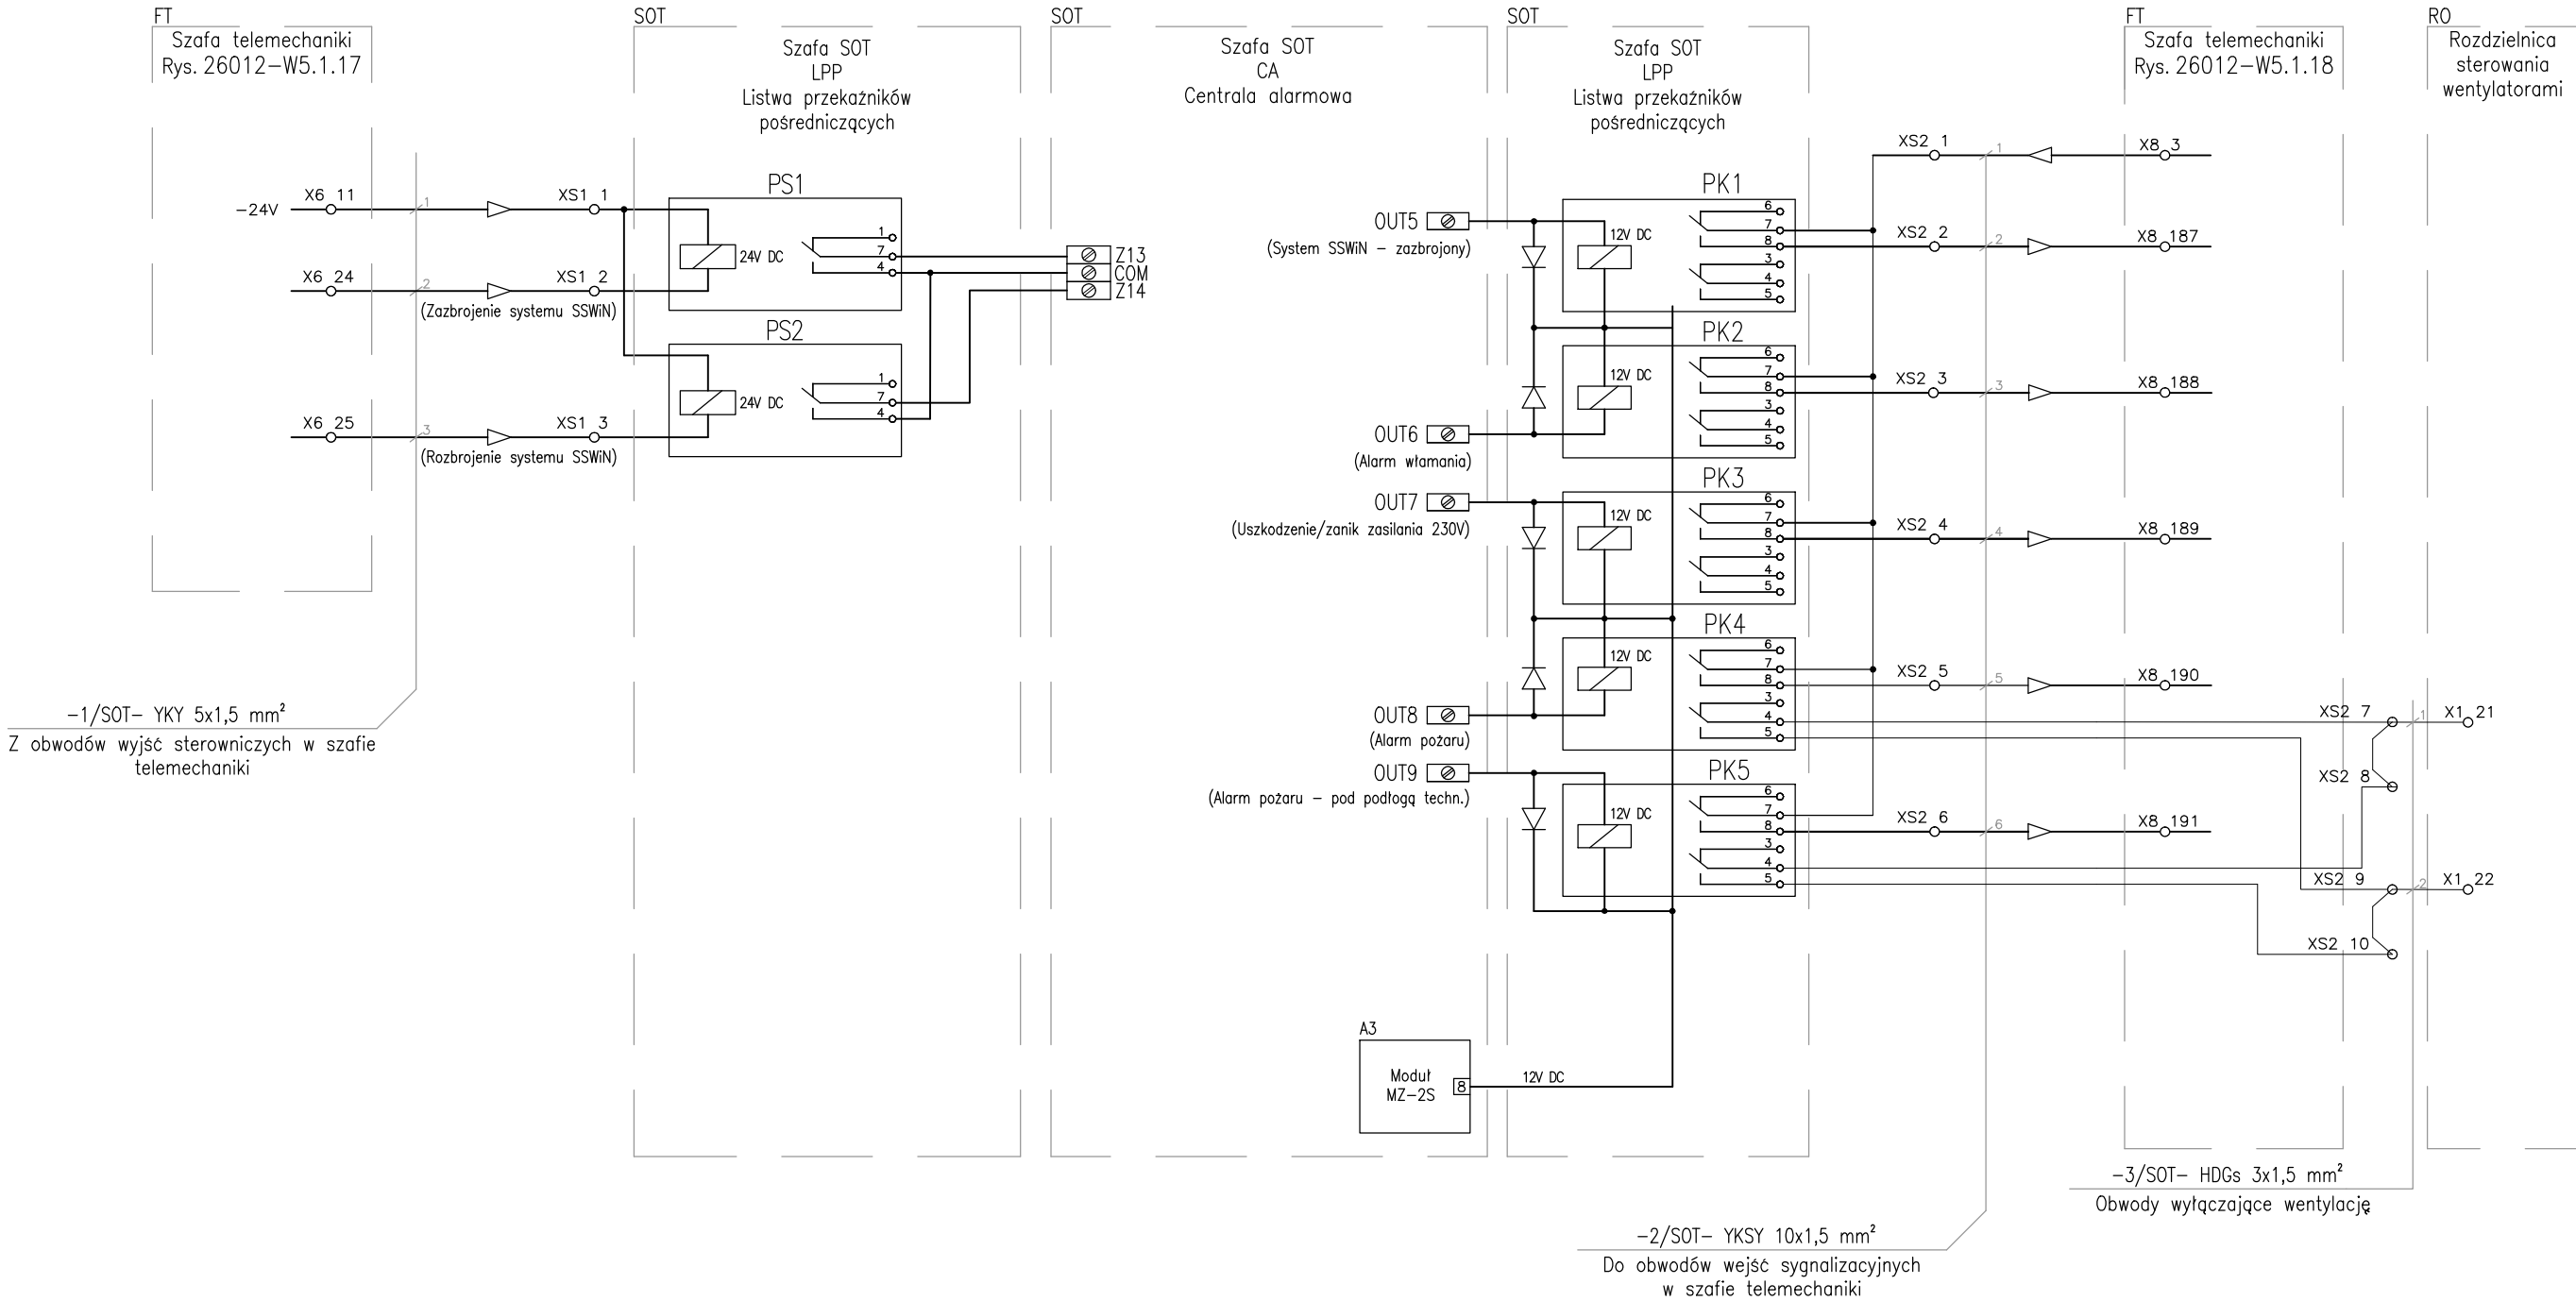 FT
Szafa telemechaniki
Rys. 26012-W5.1.17
SOT
Szafa SOT
LPP
Listwa przekaźników
pośredniczących
SOT
Szafa SOT
CA
Centrala alarmowa
SOT
Szafa SOT
LPP
Listwa przekaźników
pośredniczących
FT
Szafa telemechaniki
Rys. 26012-W5.1.18
RO
Rozdzielnica
sterowania
wentylatorami
-24V
X6 11
1
XS1 1
X6 24
2
XS1 2
(Zazbrojenie systemu SSWiN)
X6 25
3
XS1 3
(Rozbrojenie systemu SSWiN)
PS1
24V DC
1
7
4
PS2
24V DC
1
7
4
Z13
COM
Z14
-1/SOT- YKY 5x1,5 mm²
Z obwodów wyjść sterowniczych w szafie
telemechaniki
OUT5
(System SSWiN - zazbrojony)
OUT6
(Alarm włamania)
OUT7
(Uszkodzenie/zanik zasilania 230V)
OUT8
(Alarm pożaru)
OUT9
(Alarm pożaru - pod podłogą techn.)
PK1
12V DC
6
7
8
3
4
5
PK2
12V DC
6
7
8
3
4
5
PK3
12V DC
6
7
8
3
4
5
PK4
12V DC
6
7
8
3
4
5
PK5
12V DC
6
7
8
3
4
5
XS2 1
1
X8 3
XS2 2
2
X8 187
XS2 3
3
X8 188
XS2 4
4
X8 189
XS2 5
5
X8 190
XS2 6
6
X8 191
XS2 7
1
X1 21
XS2 8
XS2 9
2
X1 22
XS2 10
A3
Moduł
MZ-2S
8
12V DC
-3/SOT- HDGs 3x1,5 mm²
Obwody wyłączające wentylację
-2/SOT- YKSY 10x1,5 mm²
Do obwodów wejść sygnalizacyjnych
w szafie telemechaniki